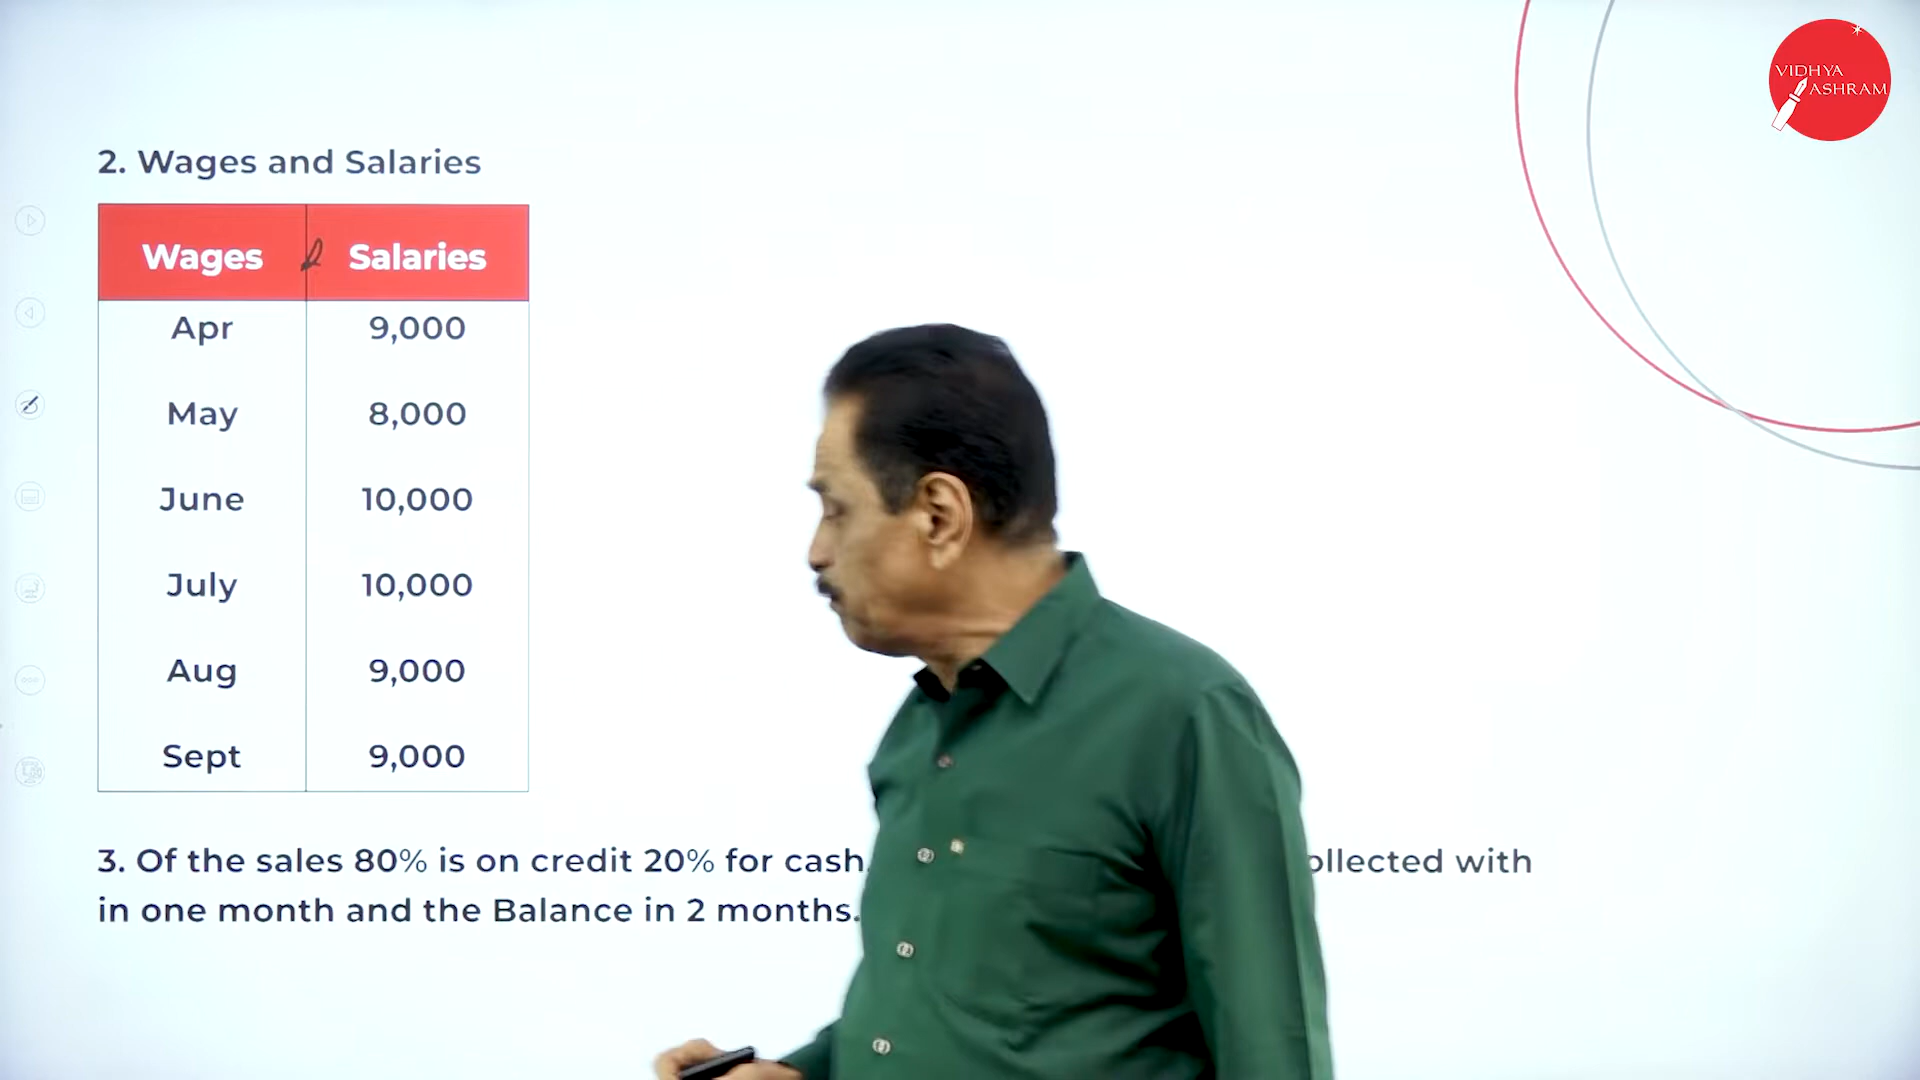 VIDHYA
ASHRAM
2. Wages and Salaries
Wages Salaries
Apr 9,000
May 8,000
June 10,000
July 10,000
Aug 9,000
Sept 9,000
3. Of the sales 80% is on credit 20% for cash. with
in one month and the Balance in 2 months.